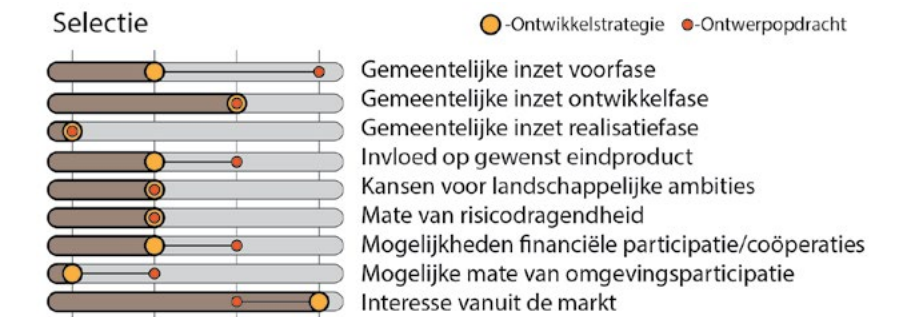 Selectie
-Ontwikkelstrategie -Ontwerpopdracht
Gemeentelijke inzet voorfase
Gemeentelijke inzet ontwikkelfase
Gemeentelijke inzet realisatiefase
Invloed op gewenst eindproduct
Kansen voor landschappelijke ambities
Mate van risicodragendheid
Mogelijkheden financiële participatie/coöperaties
Mogelijke mate van omgevingsparticipatie
Interesse vanuit de markt